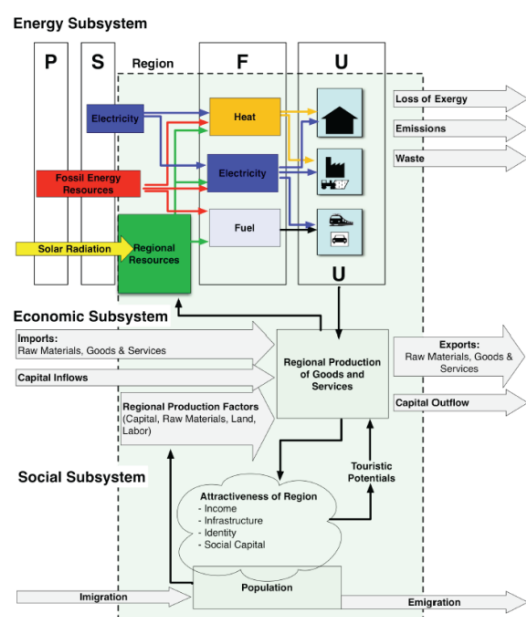 Energy Subsystem
P
S
Region
F
U
Electricity
Heat
Loss of Exergy
Emissions
Waste
Fossil Energy
Resources
Electricity
Solar Radiation
Regional
Resources
Fuel
U
Economic Subsystem
Imports:
Raw Materials, Goods & Services
Capital Inflows
Regional Production
of Goods and
Services
Exports:
Raw Materials, Goods &
Services
Capital Outflow
Regional Production Factors
(Capital, Raw Materials, Land,
Labor)
Social Subsystem
Touristic
Potentials
Attractiveness of Region
- Income
- Infrastructure
- Identity
- Social Capital
Population
Imigration
Emigration